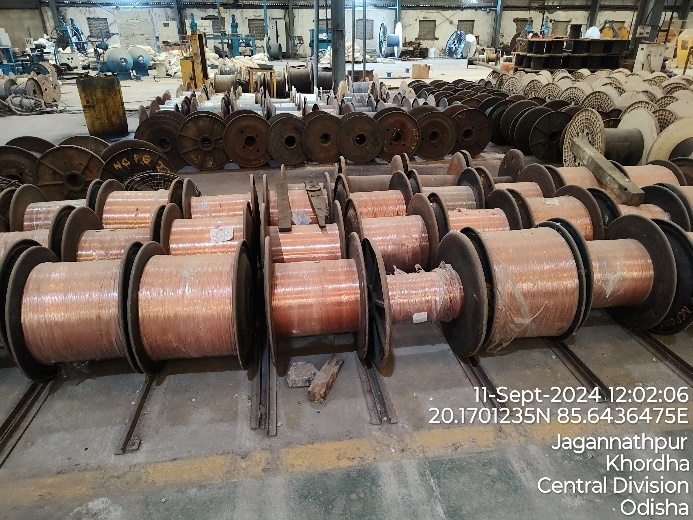 11-Sept-2024 12:02:06
20.1701235N 85.6436475E
Jagannathpur
Khordha
Central Division
Odisha